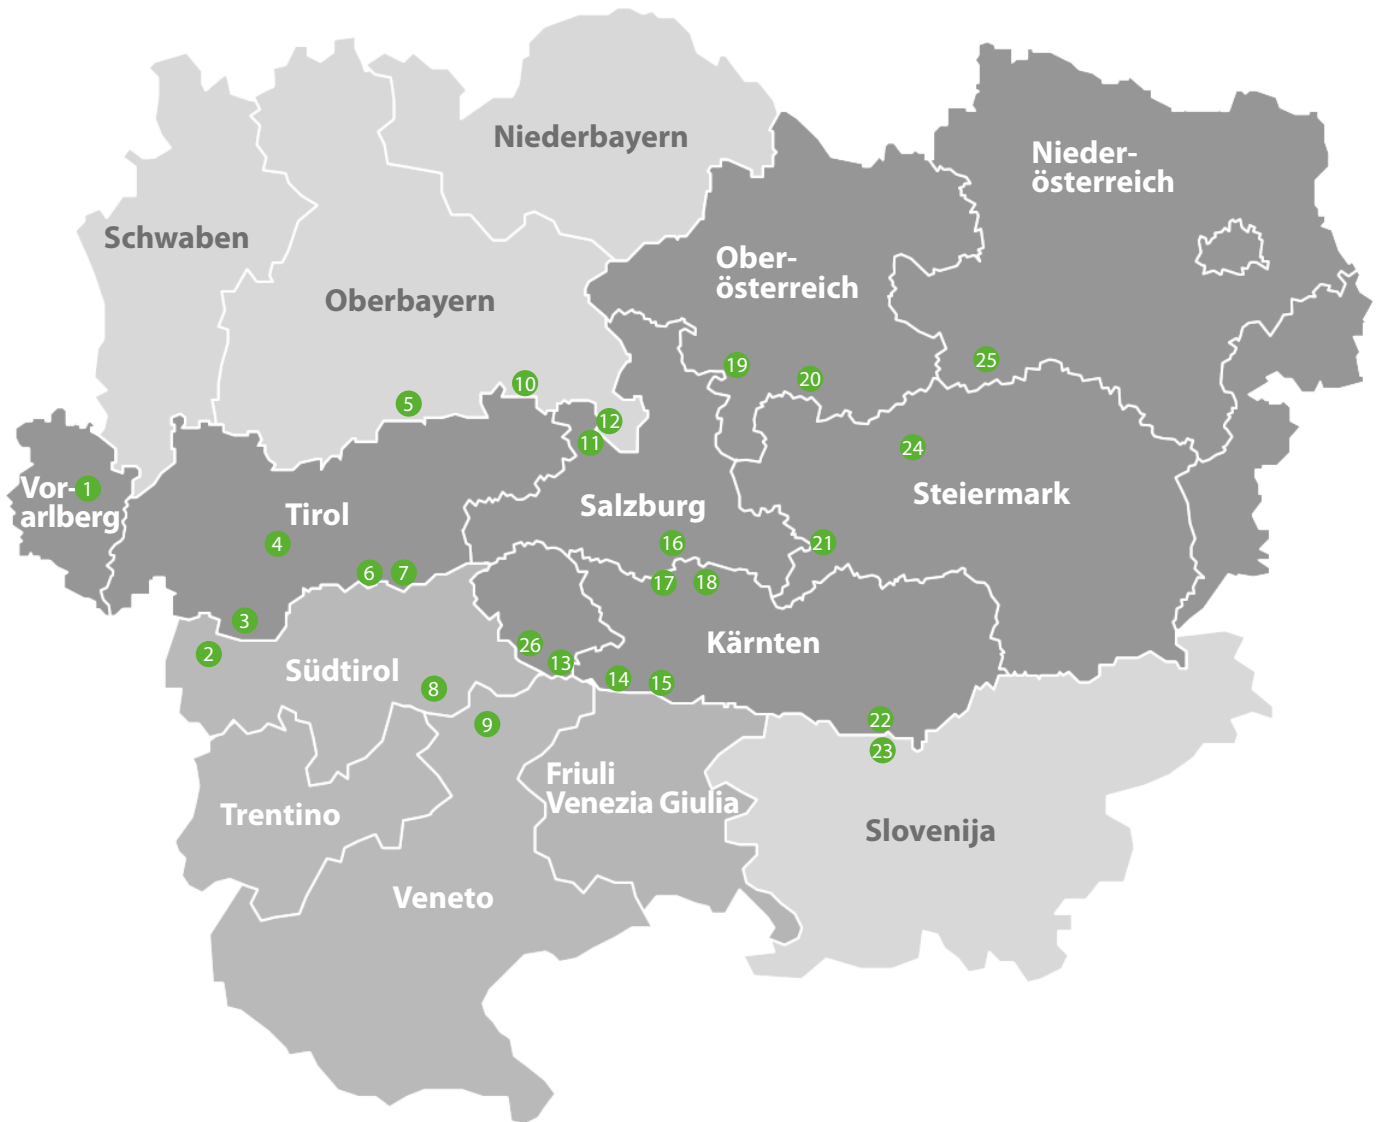 Niederbayern
Nieder-
österreich
Schwaben
Ober-
österreich
Oberbayern
19
25
20
10
5
12
11
24
Vor-
arlberg
1
Steiermark
Tirol
Salzburg
4
16
21
6
7
17
18
3
26
Kärnten
2
13
Südtirol
14
15
8
9
22
23
Friuli
Venezia Giulia
Trentino
Slovenija
Veneto